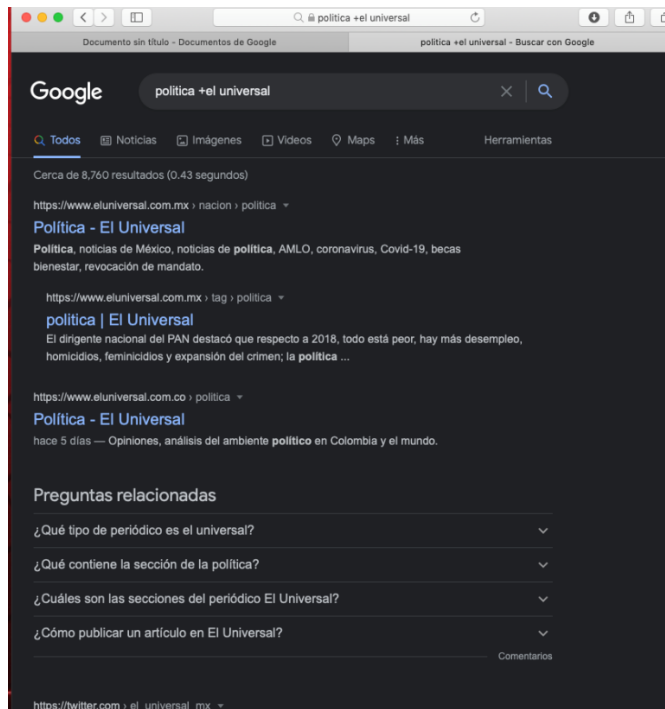 politica +el universal
Documento sin título - Documentos de Google
politica +el universal - Buscar con Google
Google
politica +el universal
Todos
Noticias
Imágenes
Videos
Maps
Más
Herramientas
Cerca de 8,760 resultados (0.43 segundos)
https://www.eluniversal.com.mx › nacion › politica
Política - El Universal
Política, noticias de México, noticias de política, AMLO, coronavirus, Covid-19, becas
bienestar, revocación de mandato.
https://www.eluniversal.com.mx › tag › politica
politica | El Universal
El dirigente nacional del PAN destacó que respecto a 2018, todo está peor, hay más desempleo,
homicidios, feminicidios y expansión del crimen; la política ...
https://www.eluniversal.com.co › politica
Política - El Universal
hace 5 días — Opiniones, análisis del ambiente político en Colombia y el mundo.
Preguntas relacionadas
¿Qué tipo de periódico es el universal?
¿Qué contiene la sección de la política?
¿Cuáles son las secciones del periódico El Universal?
¿Cómo publicar un artículo en El Universal?
Comentarios
https://twitter.com › el_universal_mx